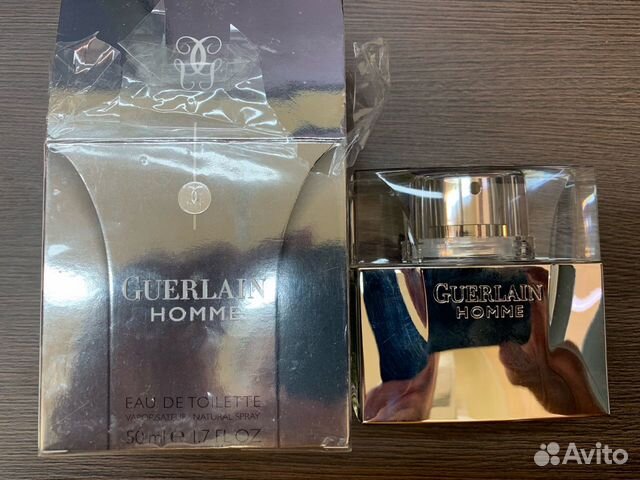 GUERLAIN
HOMME
EAU DE TOILETTE
VAPORISATEUR · NATURAL SPRAY
50 ml e 1.7 FL.OZ
GUERLAIN
HOMME
Avito